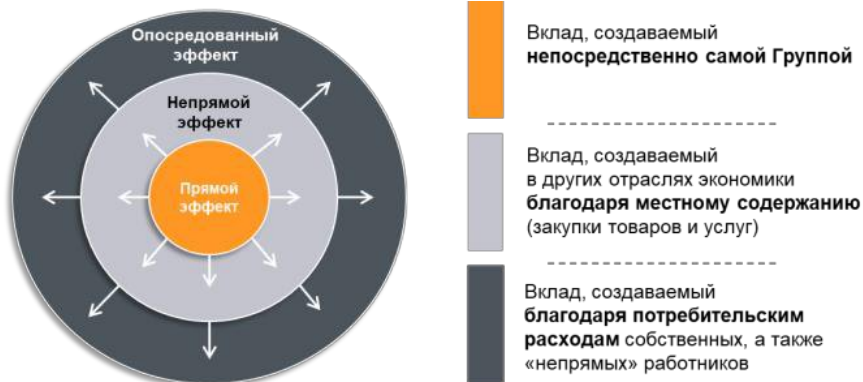 Опосредованный
эффект
Непрямой
эффект
Прямой
эффект
Вклад, создаваемый
непосредственно самой Группой
Вклад, создаваемый
в других отраслях экономики
благодаря местному содержанию
(закупки товаров и услуг)
Вклад, создаваемый
благодаря потребительским
расходам собственных, а также
«непрямых» работников